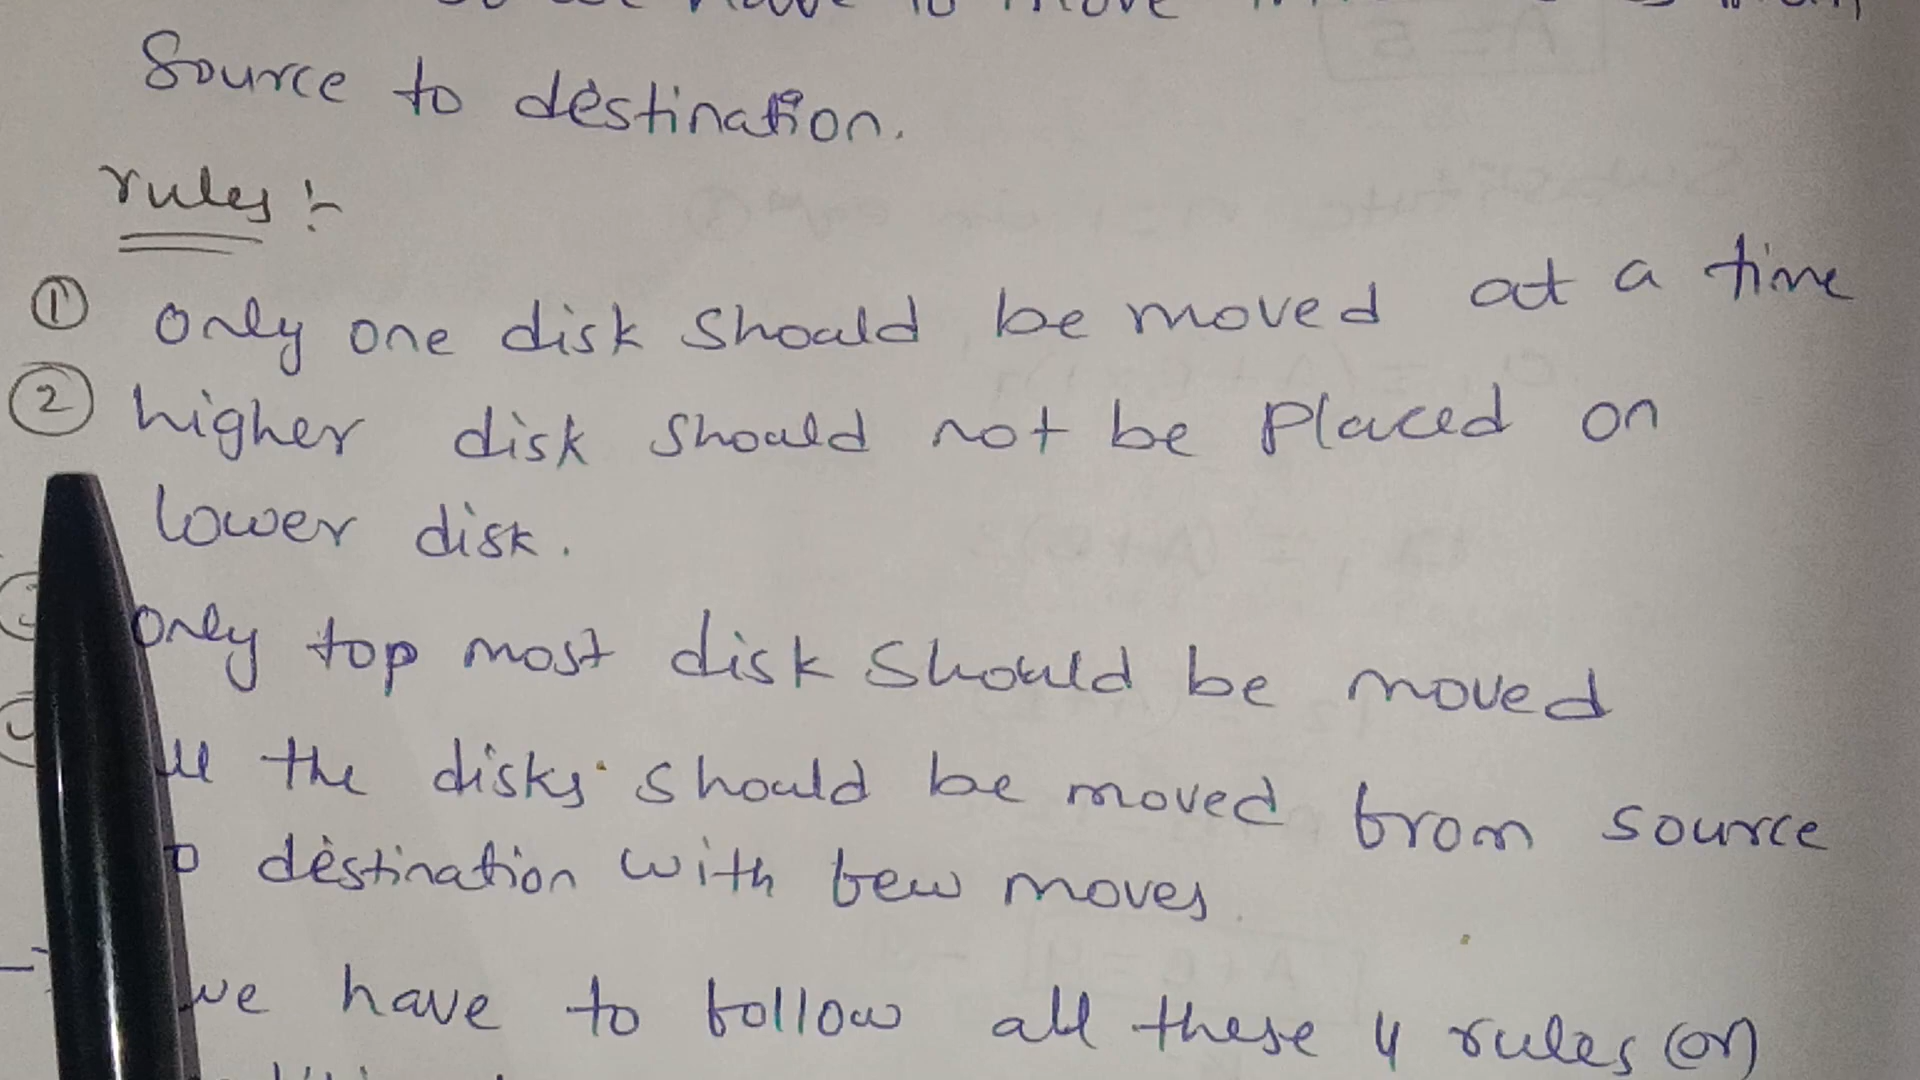 to move
Source to destination.
rules :-
① only one disk should be moved at a time
② higher disk should not be placed on
lower disk.
only top most disk should be moved
the disks should be moved from source
destination with few moves.
we have to follow all these 4 rules (or)